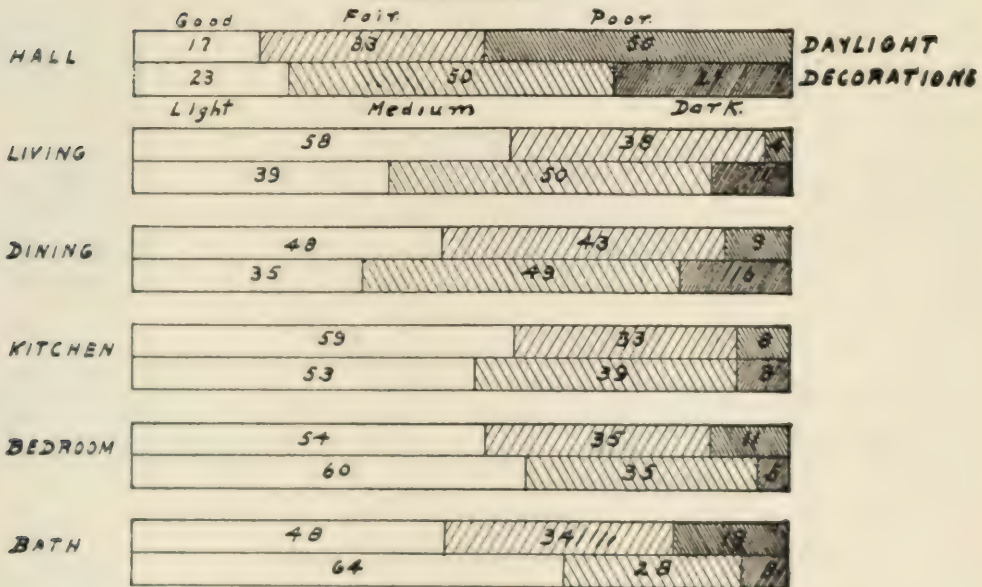 Good Fair. Poor.
HALL 17 33 50 DAYLIGHT
23 50 27 DECORATIONS
Light Medium Dark.
LIVING 58 38 4
39 50 11
DINING 48 43 9
35 49 16
KITCHEN 59 33 8
53 39 8
BEDROOM 54 35 11
60 35 5
BATH 48 34 18
64 28 8